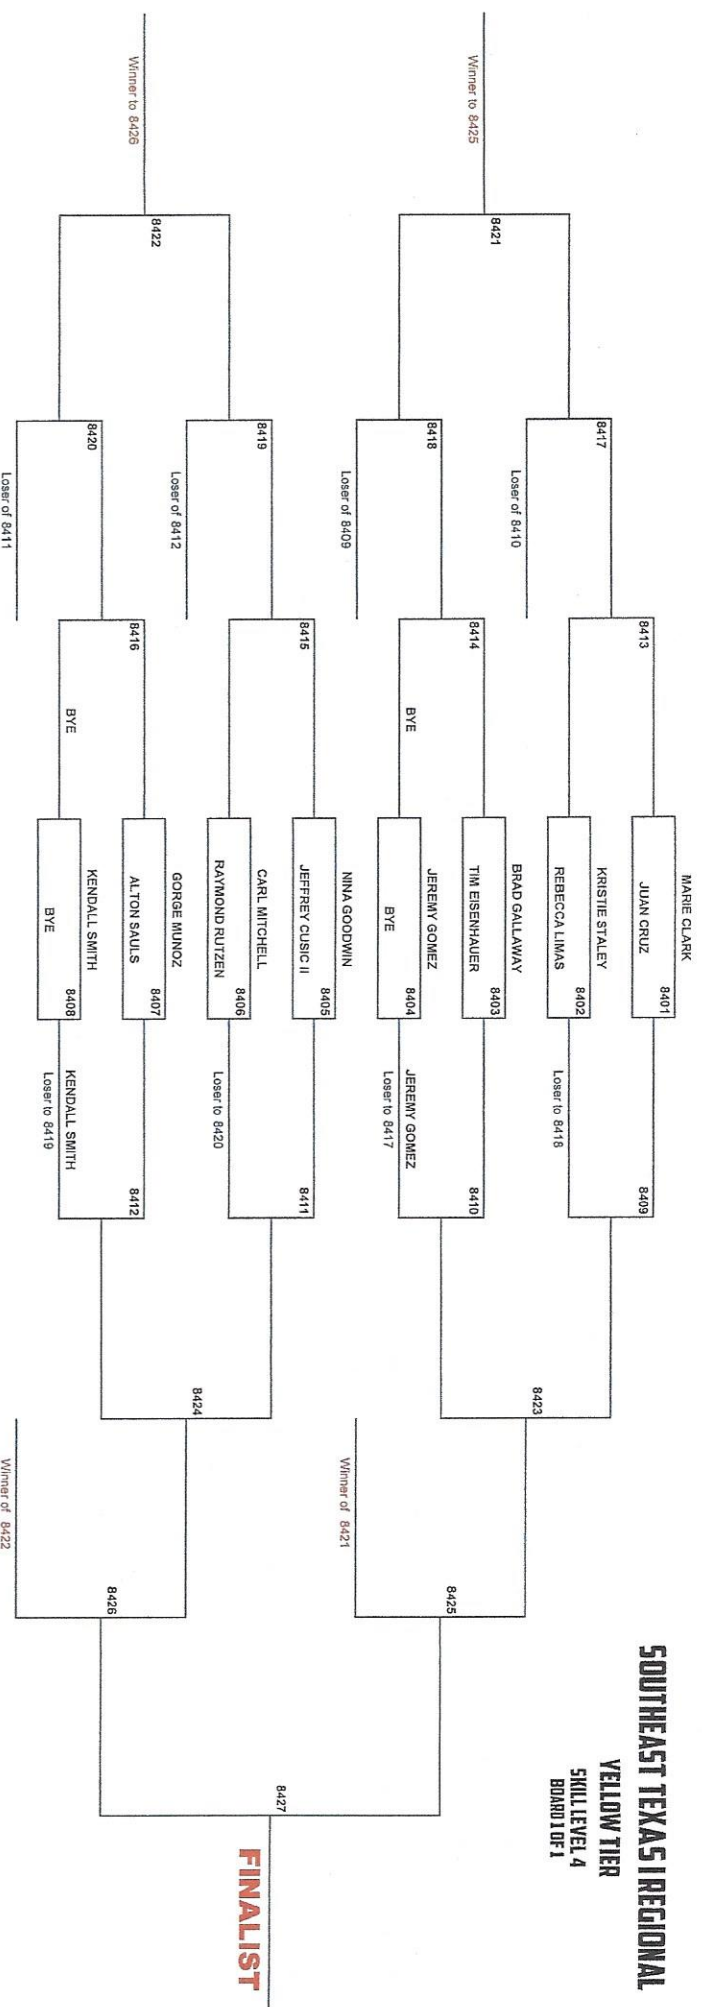 SOUTHEAST TEXAS I REGIONAL
YELLOW TIER
SKILL LEVEL 4
BOARD 1 OF 1
MARIE CLARK
JUAN CRUZ
8401
KRISTIE STALEY
REBECCA LIMAS
8402
BRAD GALLAWAY
TIM EISENHAUER
8403
JEREMY GOMEZ
BYE
8404
NINA GOODWIN
JEFFREY CUSIC II
8405
CARL MITCHELL
RAYMOND RUTZEN
8406
GORGE MUNOZ
ALTON SAULS
8407
KENDALL SMITH
BYE
8408
8409
Loser to 8418
8410
JEREMY GOMEZ
Loser to 8417
8411
Loser to 8420
8412
KENDALL SMITH
Loser to 8419
8413
8414
BYE
8415
8416
BYE
8417
Loser of 8410
8418
Loser of 8409
8419
Loser of 8412
8420
Loser of 8411
8421
Winner to 8425
8422
Winner to 8426
8423
8424
Winner of 8421
8425
Winner of 8422
8426
8427
FINALIST